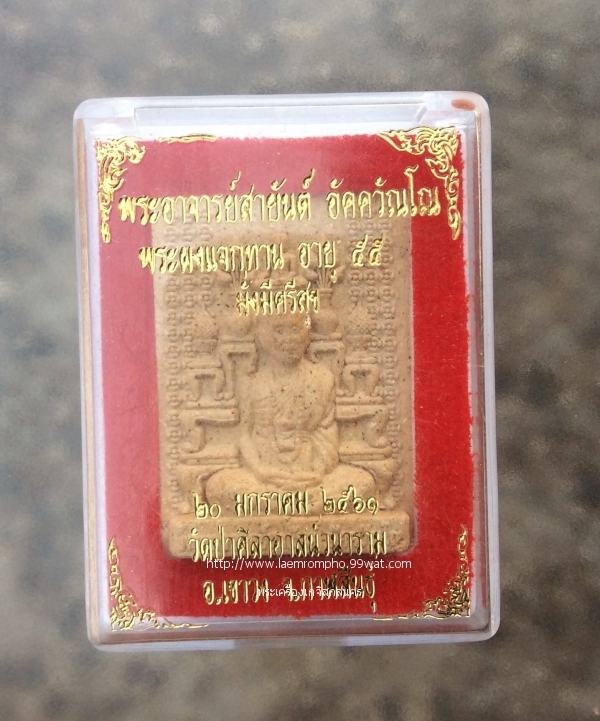 พระอาจารย์สายันต์ อัคควัณโณ
พระผงแจกทาน อายุ ๕๕
มั่งมีศรีสุข
๒๐ มกราคม ๒๕๖๑
วัดป่าศิลาอาสน์วนาราม
http://www.laemrompho.99wat.com
อ.เขาวง จ.กาฬสินธุ์